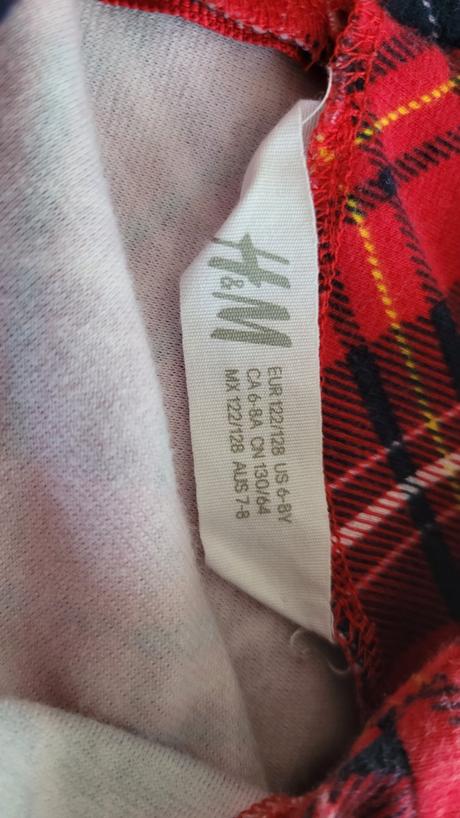 H&M
EUR 122/128 US 6-8Y
CA 6-8A CN 130/64
MX 122/128 AUS 7-8